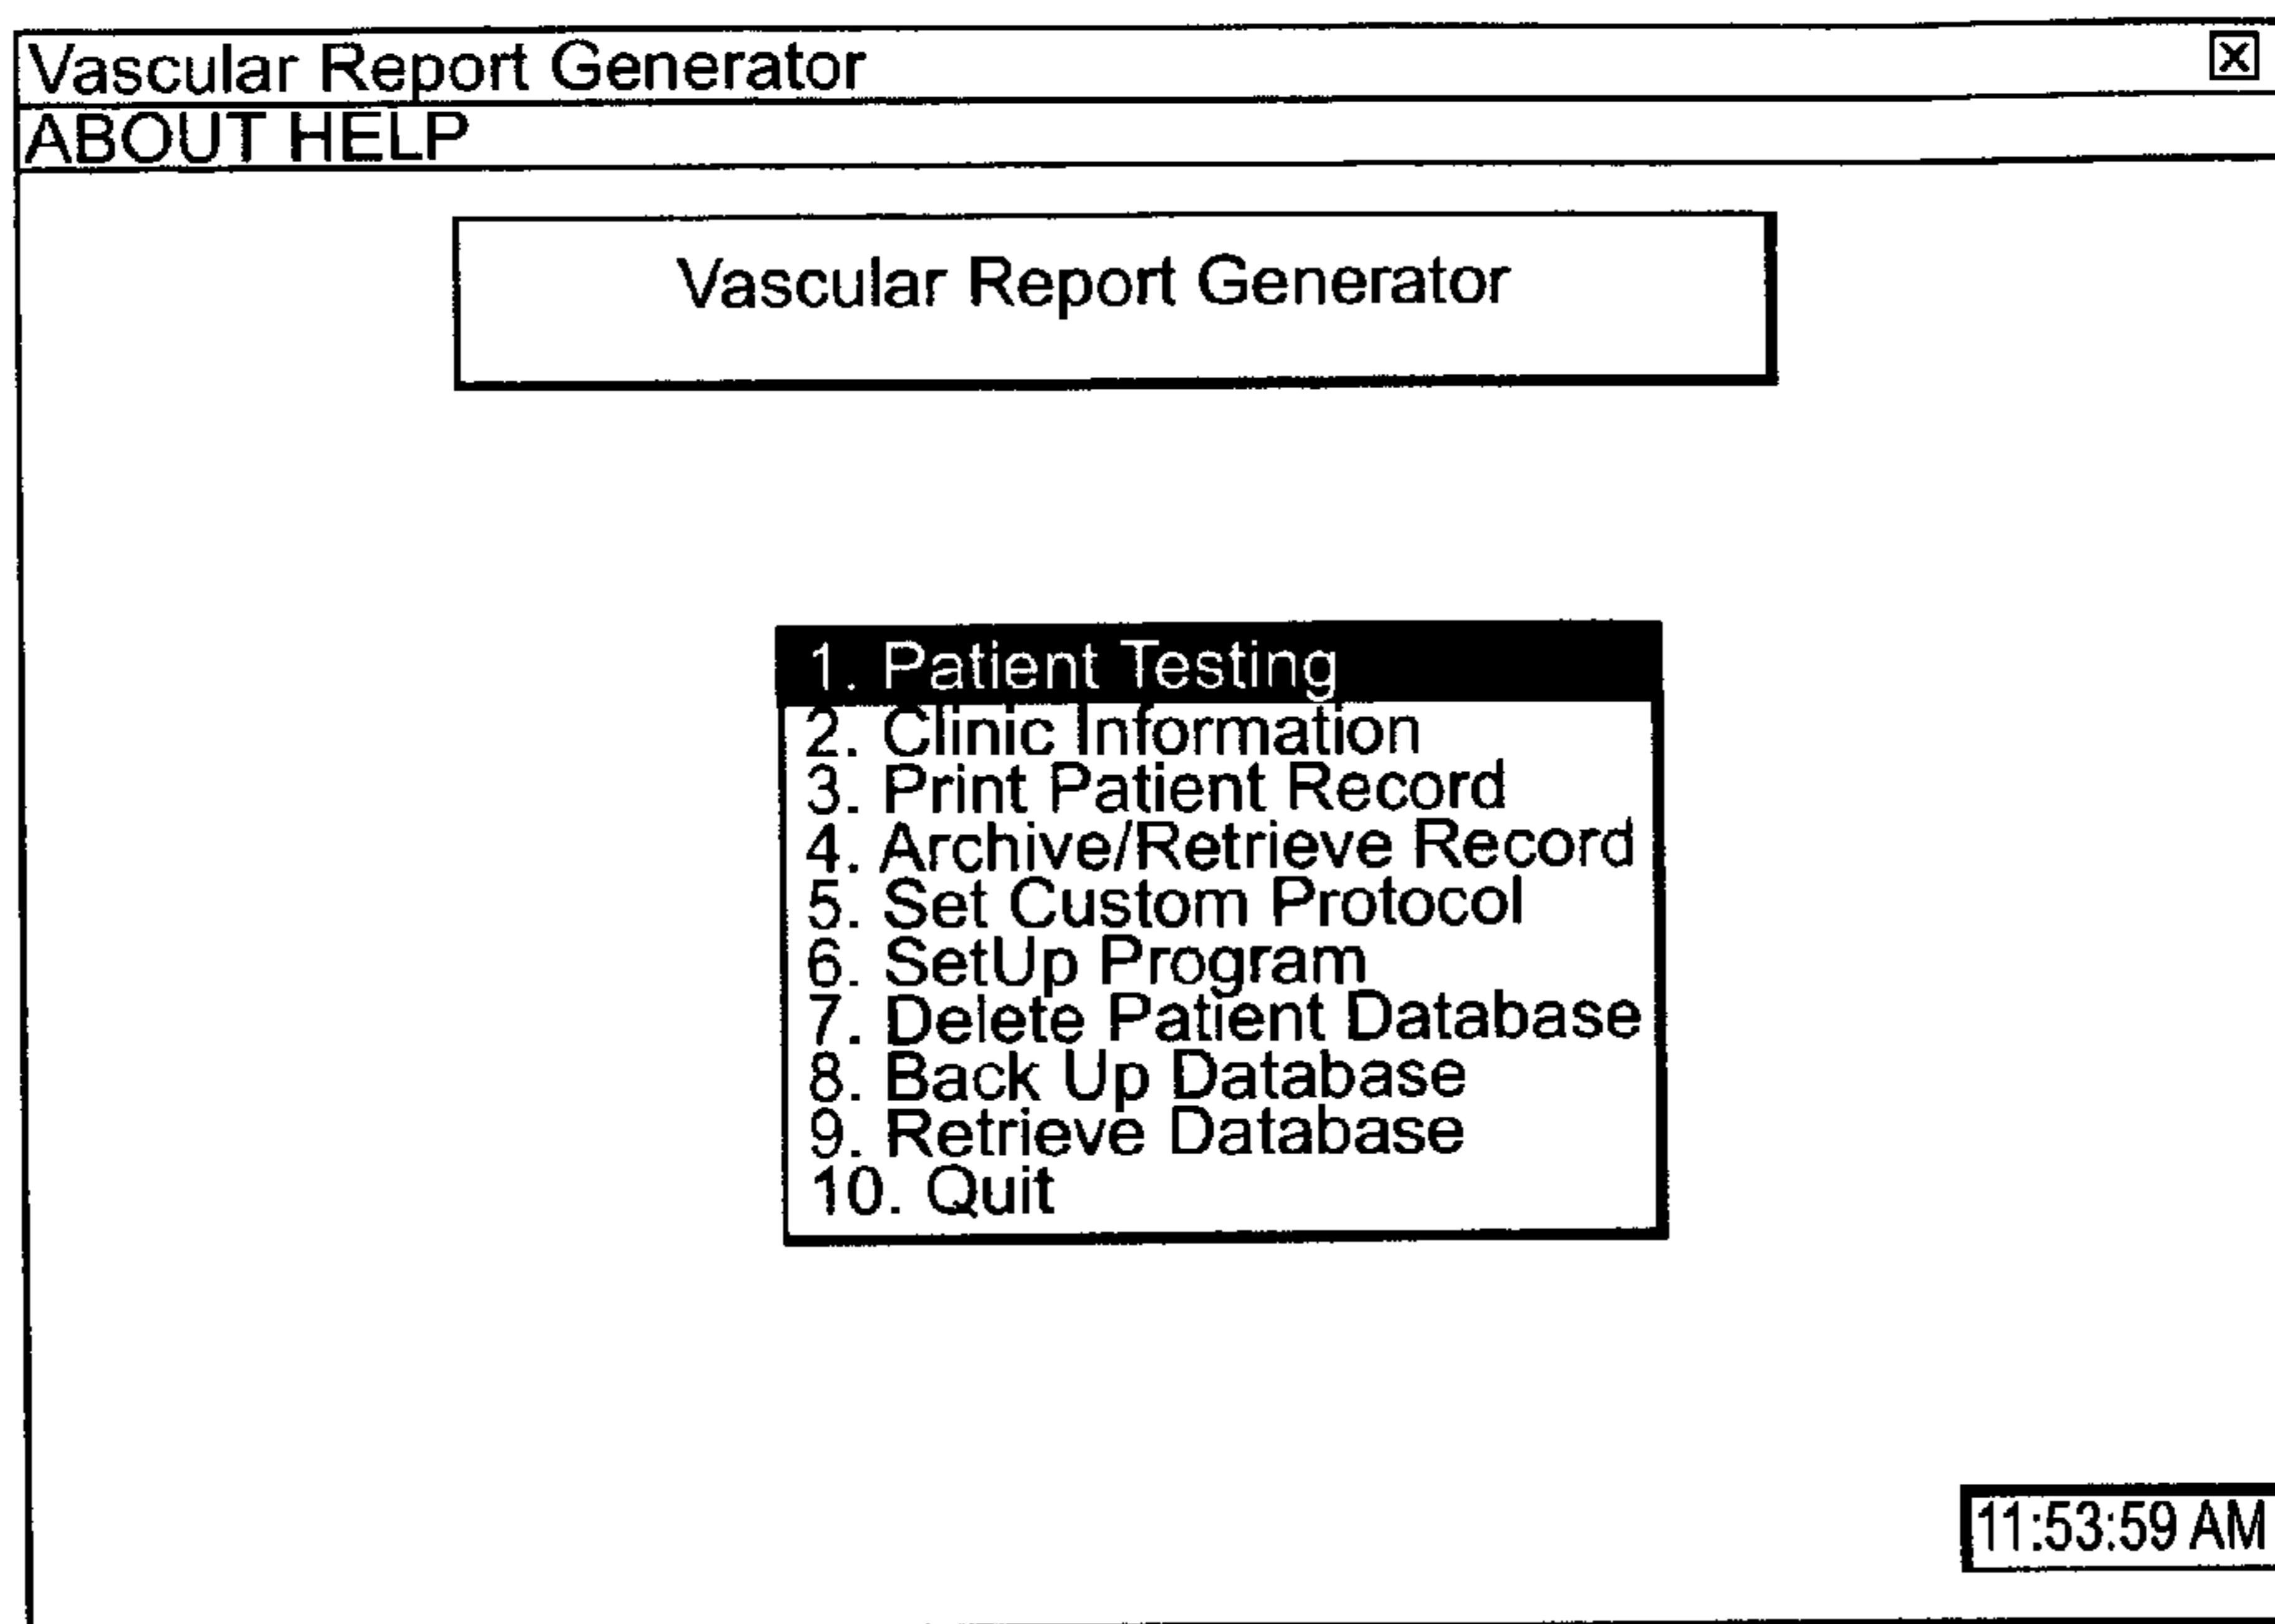 Vascular Report Generator
ABOUT HELP
Vascular Report Generator
1. Patient Testing
2. Clinic Information
3. Print Patient Record
4. Archive/Retrieve Record
5. Set Custom Protocol
6. SetUp Program
7. Delete Patient Database
8. Back Up Database
9. Retrieve Database
10. Quit
11:53:59 AM